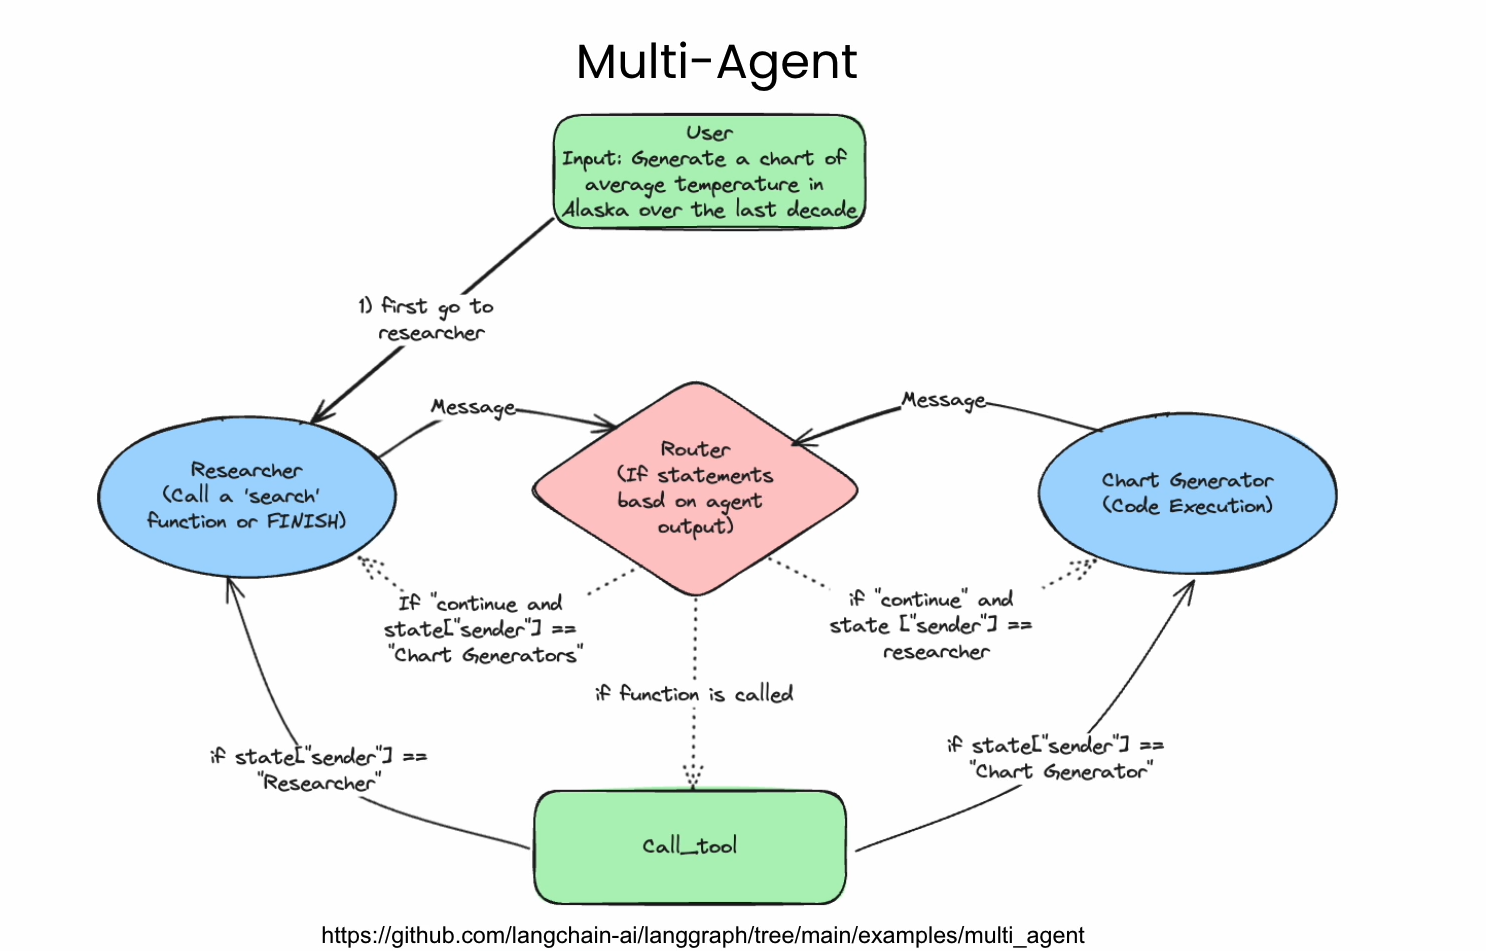 Multi-Agent
User
Input: Generate a chart of
average temperature in
Alaska over the last decade
1) first go to
researcher
Message
Message
Researcher
(Call a 'search'
function or FINISH)
Router
(If statements
basd on agent
output)
Chart Generator
(Code Execution)
If "continue and
state["sender"] ==
"Chart Generators"
if "continue" and
state ["sender"] ==
researcher
if function is called
if state["sender"] ==
"Researcher"
if state["sender"] ==
"Chart Generator"
Call_tool
https://github.com/langchain-ai/langgraph/tree/main/examples/multi_agent